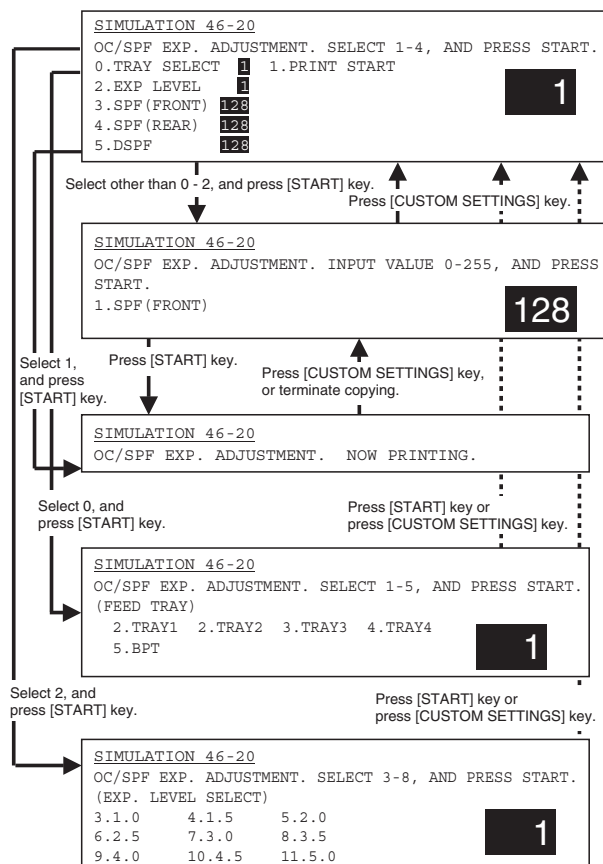 SIMULATION 46-20
OC/SPF EXP. ADJUSTMENT. SELECT 1-4, AND PRESS START.
0.TRAY SELECT 1 1.PRINT START
2.EXP LEVEL 1
3.SPF(FRONT) 128
4.SPF(REAR) 128
5.DSPF 128
1
Select other than 0 - 2, and press [START] key.
Press [CUSTOM SETTINGS] key.
SIMULATION 46-20
OC/SPF EXP. ADJUSTMENT. INPUT VALUE 0-255, AND PRESS
START.
1.SPF(FRONT)
128
Select 1,
and press
[START] key.
Press [START] key.
Press [CUSTOM SETTINGS] key,
or terminate copying.
SIMULATION 46-20
OC/SPF EXP. ADJUSTMENT. NOW PRINTING.
Select 0, and
press [START] key.
Press [START] key or
press [CUSTOM SETTINGS] key.
SIMULATION 46-20
OC/SPF EXP. ADJUSTMENT. SELECT 1-5, AND PRESS START.
(FEED TRAY)
2.TRAY1 2.TRAY2 3.TRAY3 4.TRAY4
5.BPT
1
Select 2, and
press [START] key.
Press [START] key or
press [CUSTOM SETTINGS] key.
SIMULATION 46-20
OC/SPF EXP. ADJUSTMENT. SELECT 3-8, AND PRESS START.
(EXP. LEVEL SELECT)
3.1.0 4.1.5 5.2.0
6.2.5 7.3.0 8.3.5
9.4.0 10.4.5 11.5.0
1